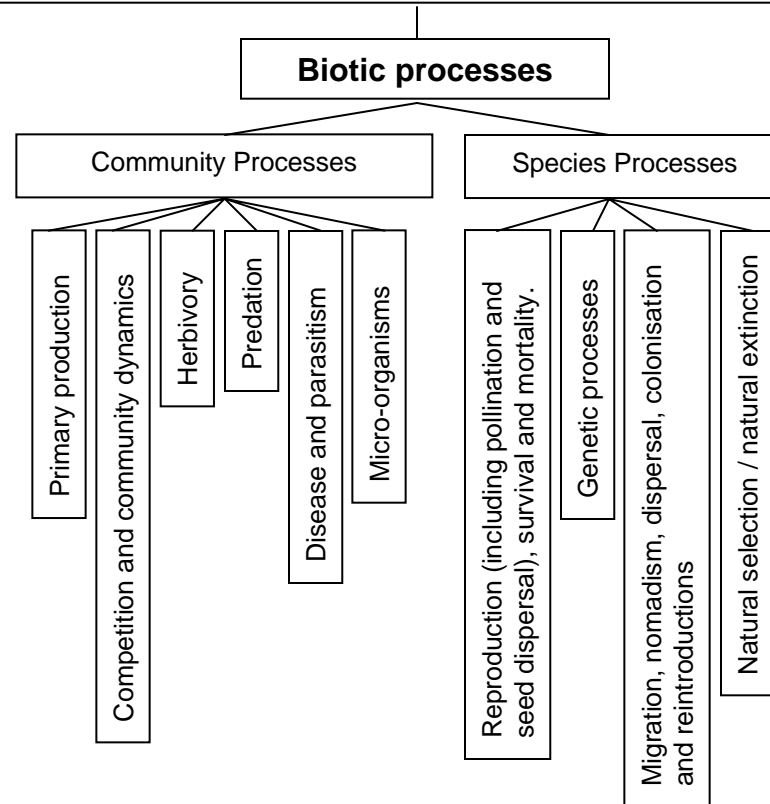 Biotic processes
Community Processes
Species Processes
Primary production
Competition and community dynamics
Herbivory
Predation
Disease and parasitism
Micro-organisms
Reproduction (including pollination and
seed dispersal), survival and mortality.
Genetic processes
Migration, nomadism, dispersal, colonisation
and reintroductions
Natural selection / natural extinction